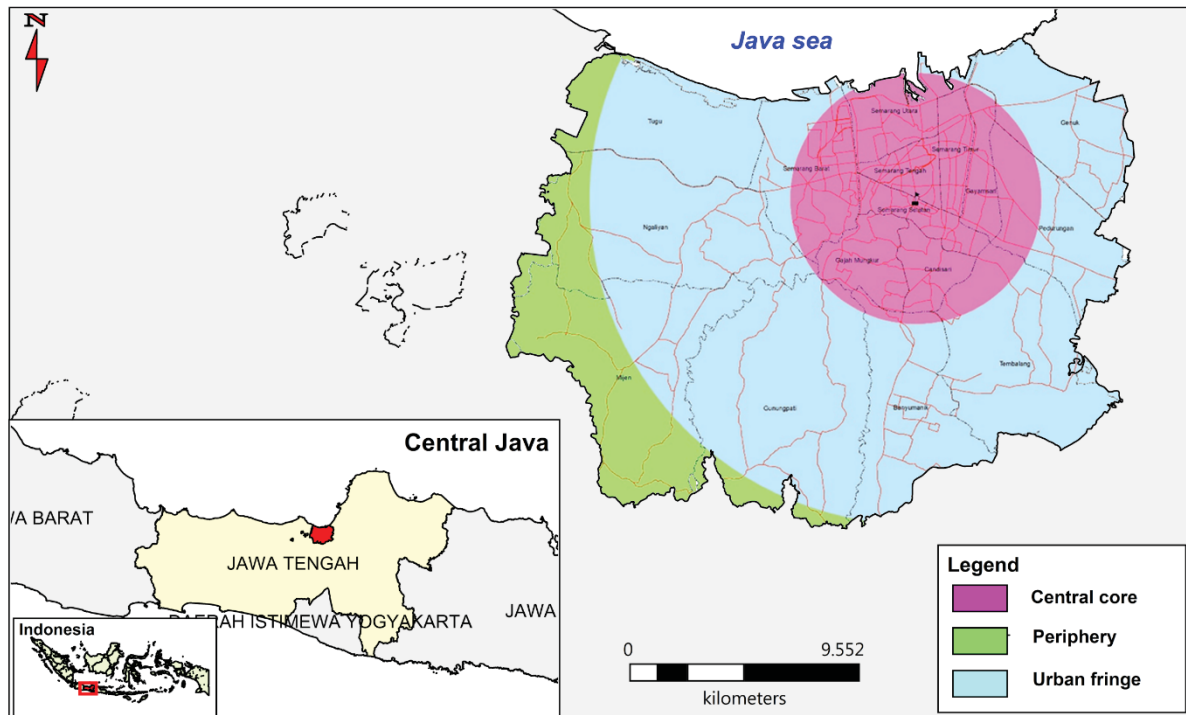 N
Java sea
Tugu
Semarang Utara
Genuk
Semarang Timur
Semarang Barat
Semarang Tengah
Gayamsari
Semarang Selatan
Ngaliyan
Pedurungan
Gajah Mungkur
Candisari
Tembalang
Mijen
Gunungpati
Banyumanik
Central Java
WA BARAT
JAWA TENGAH
DAERAH ISTIMEWA YOGYAKARTA
JAWA
Indonesia
0 9.552
kilometers
Legend
Central core
Periphery
Urban fringe